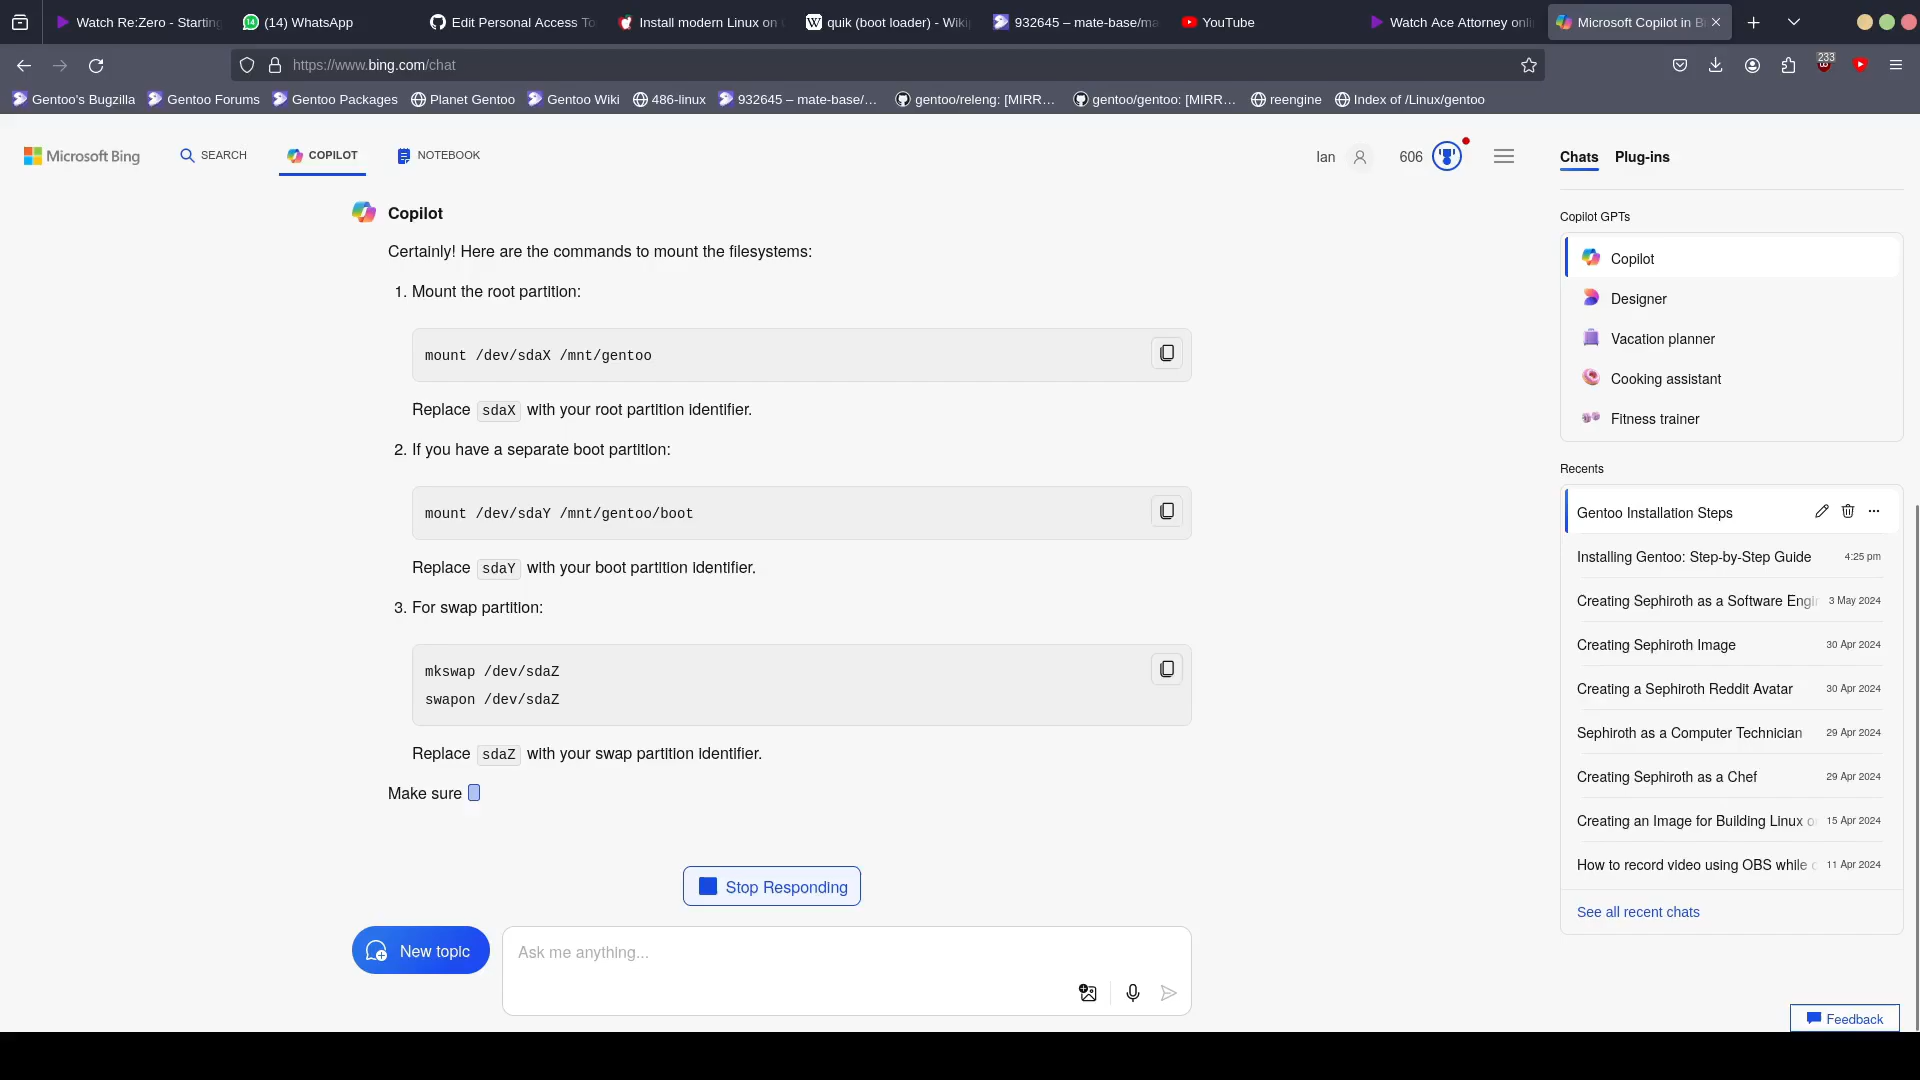 Watch Re:Zero - Starting
(14) WhatsApp
Edit Personal Access To
Install modern Linux on
quik (boot loader) - Wiki
932645 – mate-base/ma
YouTube
Watch Ace Attorney onli
Microsoft Copilot in B
https://www.bing.com/chat
233
Gentoo's Bugzilla
Gentoo Forums
Gentoo Packages
Planet Gentoo
Gentoo Wiki
486-linux
932645 – mate-base/…
gentoo/releng: [MIRR…
gentoo/gentoo: [MIRR…
reengine
Index of /Linux/gentoo
Microsoft Bing
SEARCH
COPILOT
NOTEBOOK
Ian
606
Copilot
Certainly! Here are the commands to mount the filesystems:
1. Mount the root partition:
mount /dev/sdaX /mnt/gentoo
Replace sdaX with your root partition identifier.
2. If you have a separate boot partition:
mount /dev/sdaY /mnt/gentoo/boot
Replace sdaY with your boot partition identifier.
3. For swap partition:
mkswap /dev/sdaZ
swapon /dev/sdaZ
Replace sdaZ with your swap partition identifier.
Make sure
Stop Responding
New topic
Ask me anything...
Chats
Plug-ins
Copilot GPTs
Copilot
Designer
Vacation planner
Cooking assistant
Fitness trainer
Recents
Gentoo Installation Steps
Installing Gentoo: Step-by-Step Guide 4:25 pm
Creating Sephiroth as a Software Engin 3 May 2024
Creating Sephiroth Image 30 Apr 2024
Creating a Sephiroth Reddit Avatar 30 Apr 2024
Sephiroth as a Computer Technician 29 Apr 2024
Creating Sephiroth as a Chef 29 Apr 2024
Creating an Image for Building Linux o 15 Apr 2024
How to record video using OBS while 11 Apr 2024
See all recent chats
Feedback